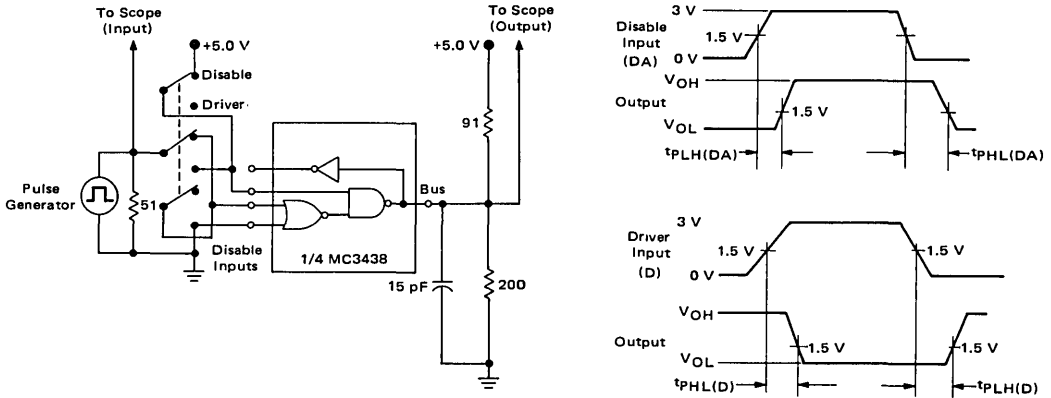 To Scope
(Input)
+5.0 V
Disable
Driver
Pulse
Generator
51
Disable
Inputs
1/4 MC3438
91
+5.0 V
To Scope
(Output)
Bus
15 pF
200
Disable
Input
(DA)
3 V
1.5 V
0 V
Output
VOH
VOL
1.5 V
tPLH(DA)
tPHL(DA)
Driver
Input
(D)
3 V
1.5 V
1.5 V
0 V
Output
VOH
VOL
1.5 V
1.5 V
tPHL(D)
tPLH(D)